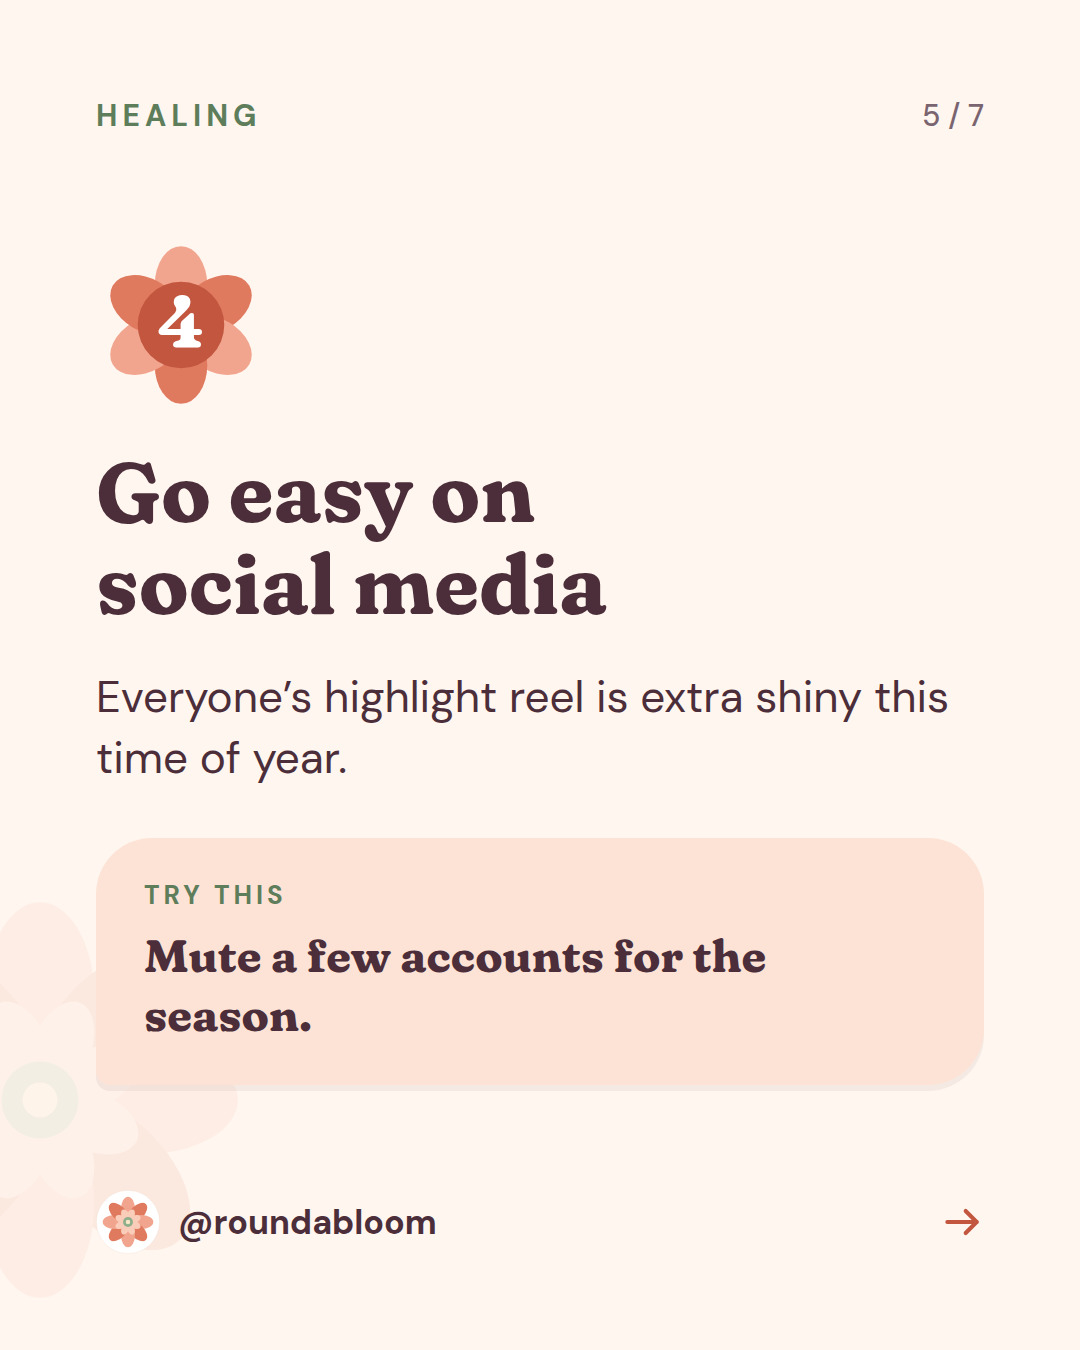 HEALING
5 / 7
4
Go easy on
social media
Everyone’s highlight reel is extra shiny this
time of year.
TRY THIS
Mute a few accounts for the
season.
@roundabloom